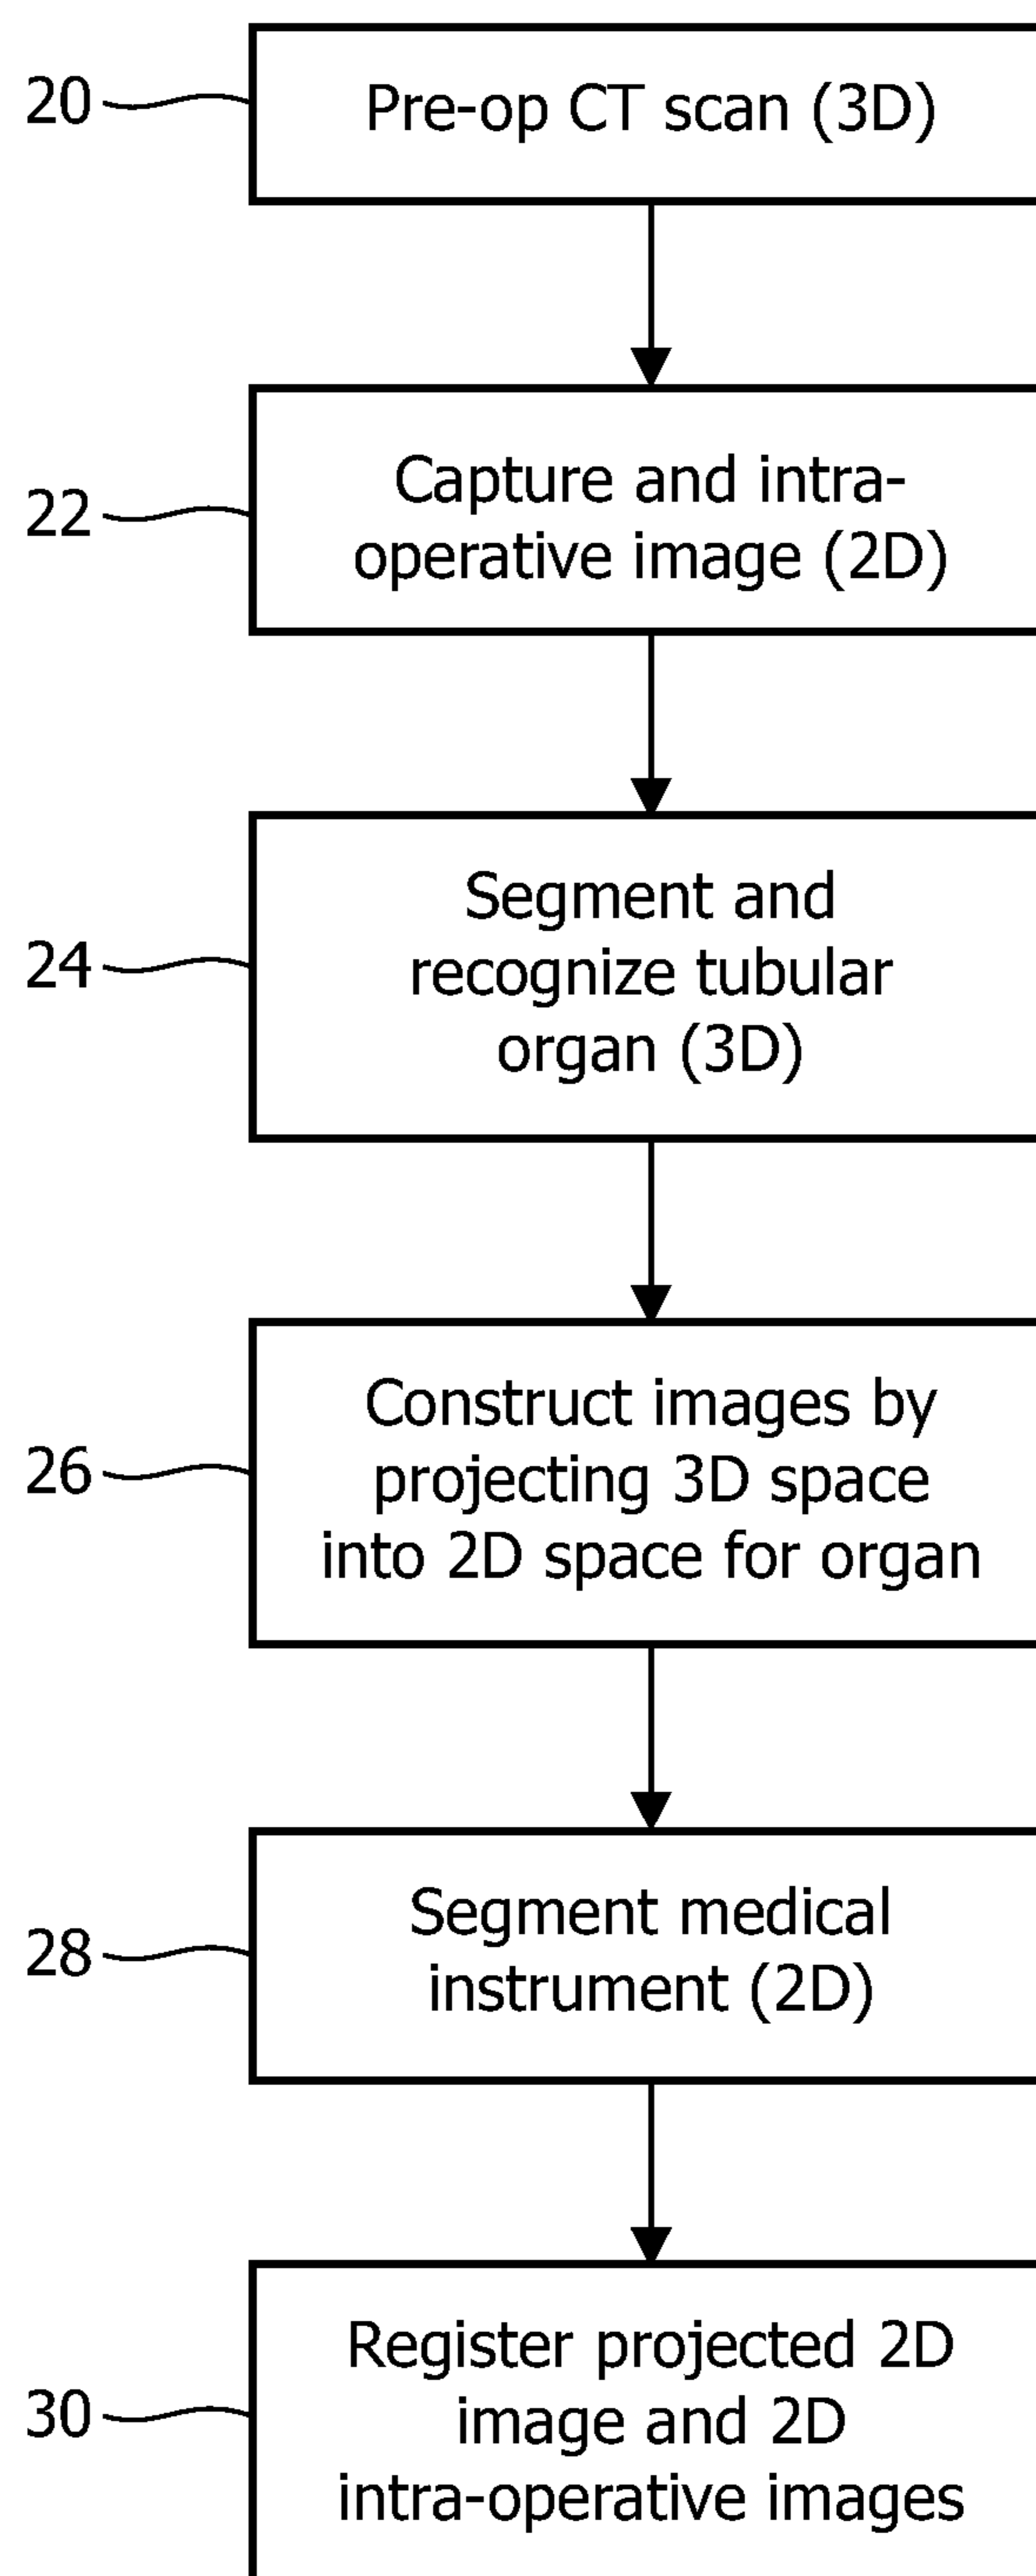 20
Pre-op CT scan (3D)
22
Capture and intra-
operative image (2D)
24
Segment and
recognize tubular
organ (3D)
26
Construct images by
projecting 3D space
into 2D space for organ
28
Segment medical
instrument (2D)
30
Register projected 2D
image and 2D
intra-operative images